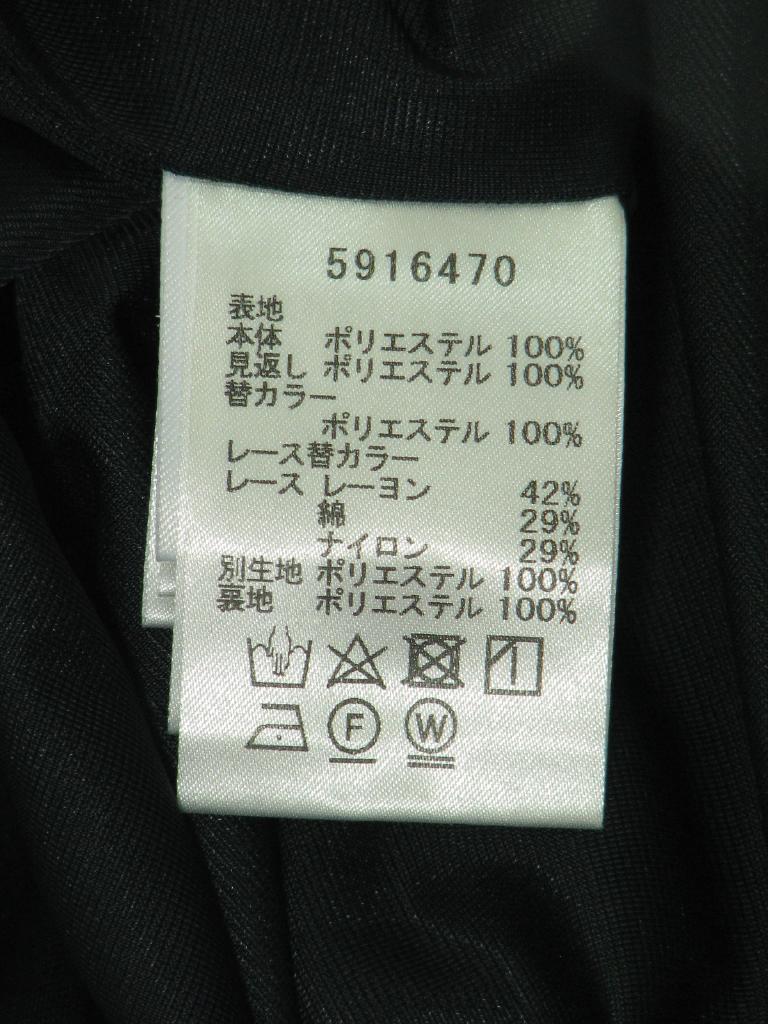 5916470
表地
本体 ポリエステル 100%
見返し ポリエステル 100%
替カラー
ポリエステル 100%
レース替カラー
レース レーヨン 42%
綿 29%
ナイロン 29%
別生地 ポリエステル 100%
裏地 ポリエステル 100%
F W